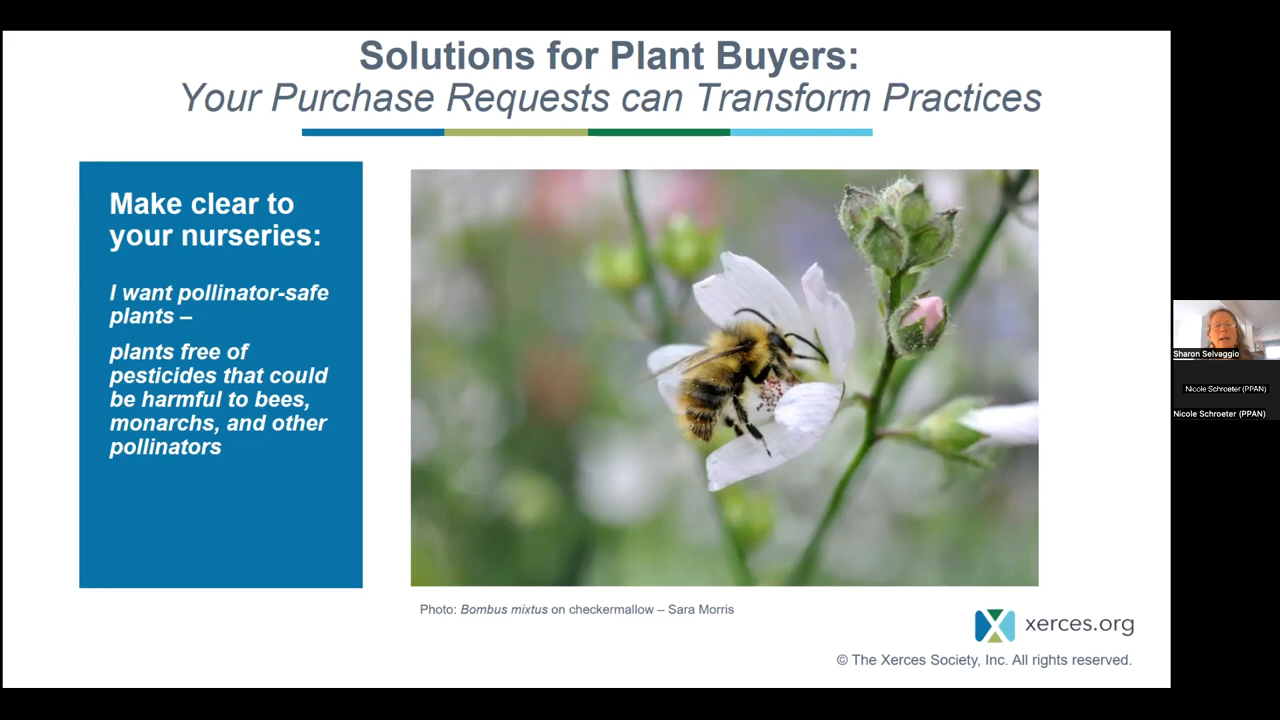 Solutions for Plant Buyers:
Your Purchase Requests can Transform Practices
Make clear to
your nurseries:
I want pollinator-safe
plants –
plants free of
pesticides that could
be harmful to bees,
monarchs, and other
pollinators
Photo: Bombus mixtus on checkermallow – Sara Morris
xerces.org
© The Xerces Society, Inc. All rights reserved.
Sharon Selvaggio
Nicole Schroeter (PPAN)
Nicole Schroeter (PPAN)